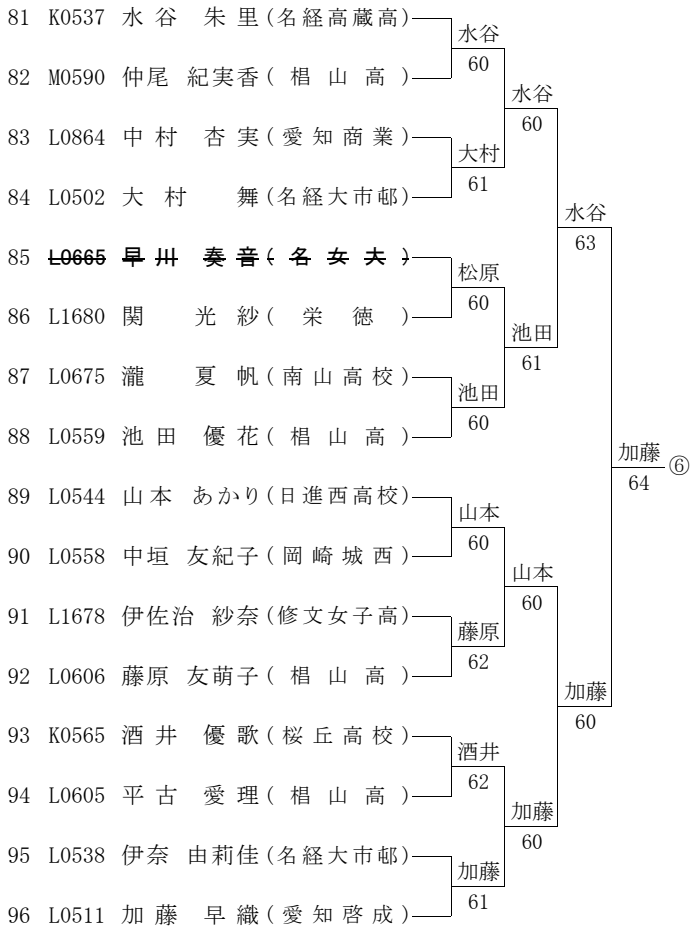 81 K0537 水谷 朱里(名経高蔵高)
水谷
60
82 M0590 仲尾 紀実香(椙山高)
水谷
60
83 L0864 中村 杏実(愛知商業)
大村
61
84 L0502 大村 舞(名経大市邨)
水谷
63
85 L0665 早川 奏音(名女大)
松原
60
86 L1680 関 光紗(栄徳)
池田
61
87 L0675 瀧 夏帆(南山高校)
池田
60
88 L0559 池田 優花(椙山高)
加藤
64
⑥
89 L0544 山本 あかり(日進西高校)
山本
60
90 L0558 中垣 友紀子(岡崎城西)
山本
60
91 L1678 伊佐治 紗奈(修文女子高)
藤原
62
92 L0606 藤原 友萌子(椙山高)
加藤
60
93 K0565 酒井 優歌(桜丘高校)
酒井
62
94 L0605 平古 愛理(椙山高)
加藤
60
95 L0538 伊奈 由莉佳(名経大市邨)
加藤
61
96 L0511 加藤 早織(愛知啓成)